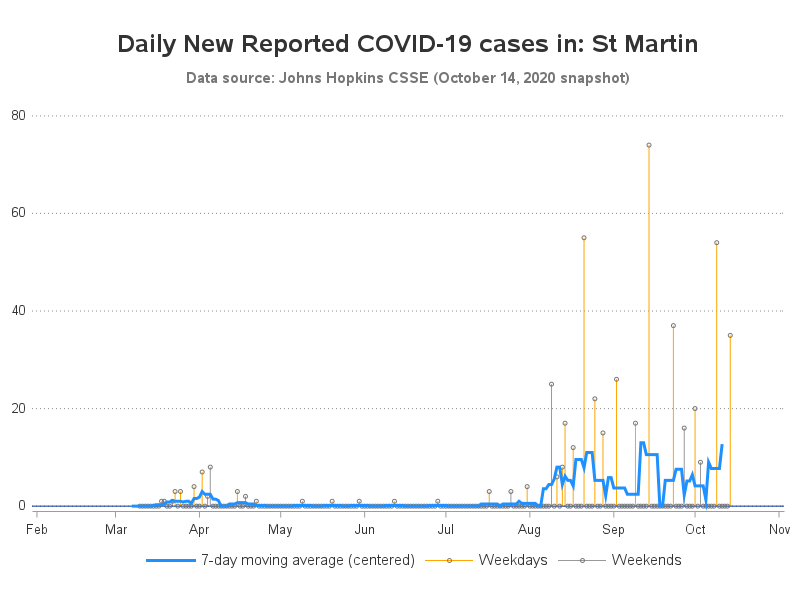 Daily New Reported COVID-19 cases in: St Martin
Data source: Johns Hopkins CSSE (October 14, 2020 snapshot)
80
60
40
20
0
Feb Mar Apr May Jun Jul Aug Sep Oct Nov
7-day moving average (centered) Weekdays Weekends